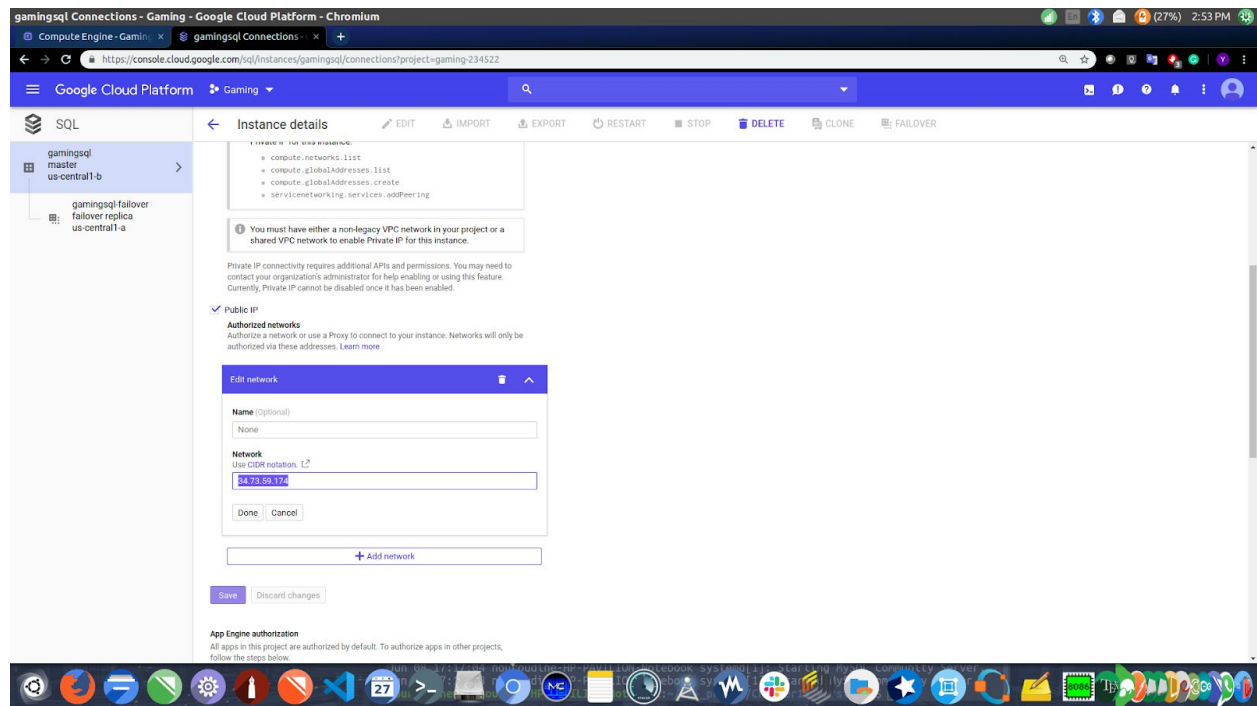 gamingsql Connections - Gaming - Google Cloud Platform - Chromium
En
(27%) 2:53 PM
Compute Engine - Gaming ×
gamingsql Connections - ×
+
https://console.cloud.google.com/sql/instances/gamingsql/connections?project=gaming-234522
Google Cloud Platform
Gaming
SQL
Instance details
EDIT
IMPORT
EXPORT
RESTART
STOP
DELETE
CLONE
FAILOVER
gamingsql
master
us-central1-b
gamingsql-failover
failover replica
us-central1-a
Private IP for this instance:
compute.networks.list
compute.globalAddresses.list
compute.globalAddresses.create
servicenetworking.services.addPeering
You must have either a non-legacy VPC network in your project or a
shared VPC network to enable Private IP for this instance.
Private IP connectivity requires additional APIs and permissions. You may need to
contact your organization's administrator for help enabling or using this feature.
Currently, Private IP cannot be disabled once it has been enabled.
Public IP
Authorized networks
Authorize a network or use a Proxy to connect to your instance. Networks will only be
authorized via these addresses. Learn more
Edit network
Name (Optional)
None
Network
Use CIDR notation.
34.73.59.174
Done Cancel
+ Add network
Save Discard changes
App Engine authorization
All apps in this project are authorized by default. To authorize apps in other projects,
follow the steps below.
27
8086